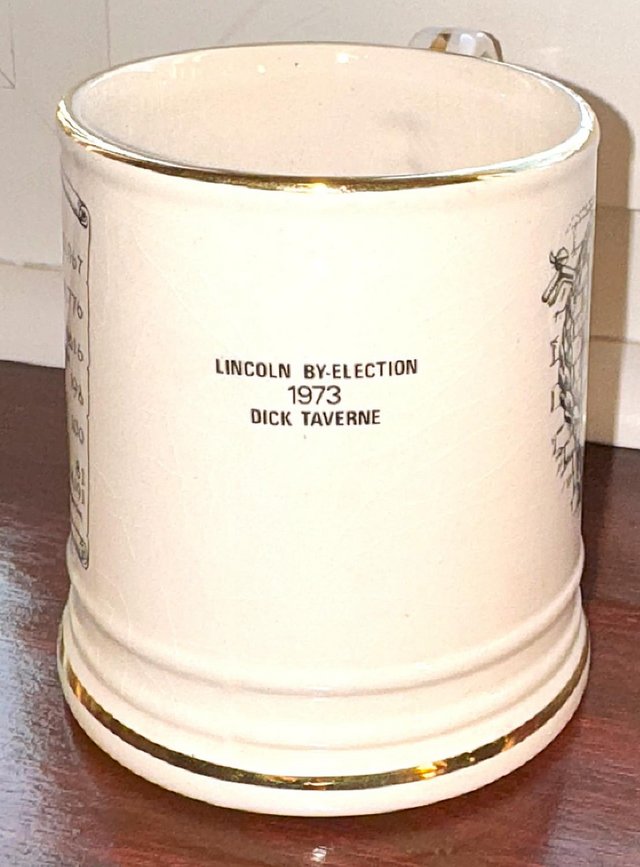 LINCOLN BY-ELECTION
1973
DICK TAVERNE